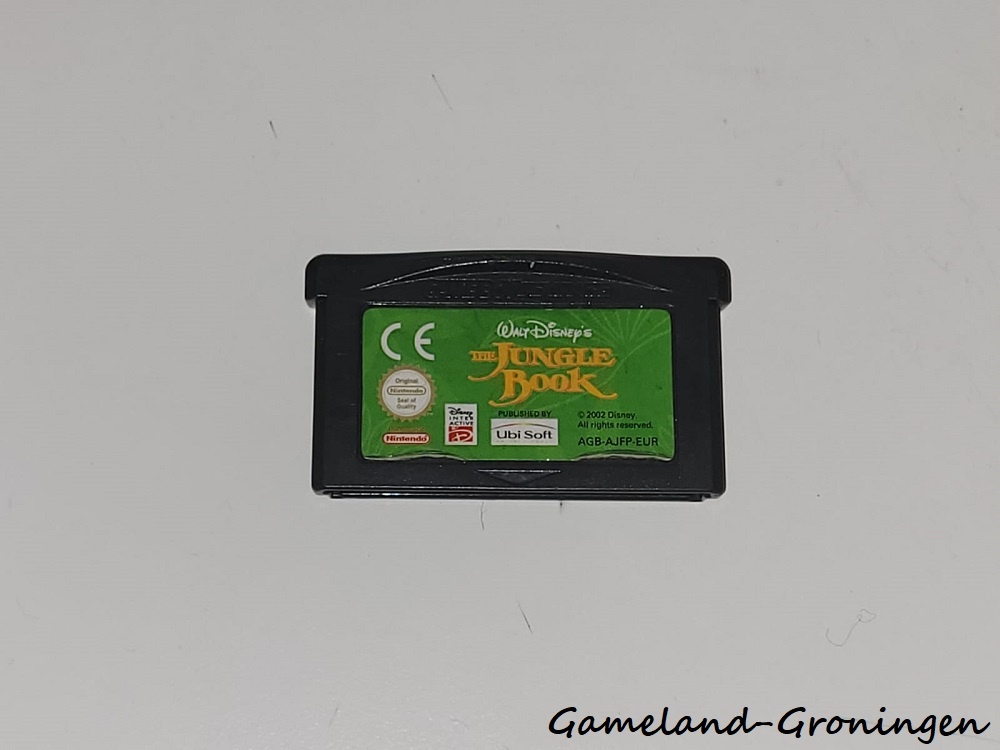 CE
WALT DISNEY'S
THE JUNGLE
BOOK
Original
Nintendo
Seal of
Quality
Nintendo
Disney
INTER
ACTIVE
PUBLISHED BY
Ubi Soft
© 2002 Disney.
All rights reserved.
AGB-AJFP-EUR
Gameland-Groningen